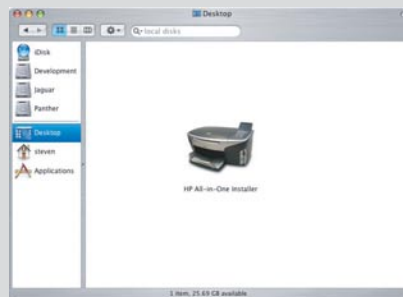 Desktop
local disks
iDisk
Development
Jaguar
Panther
Desktop
steven
Applications
HP All-in-One Installer
1 item, 25.69 GB available